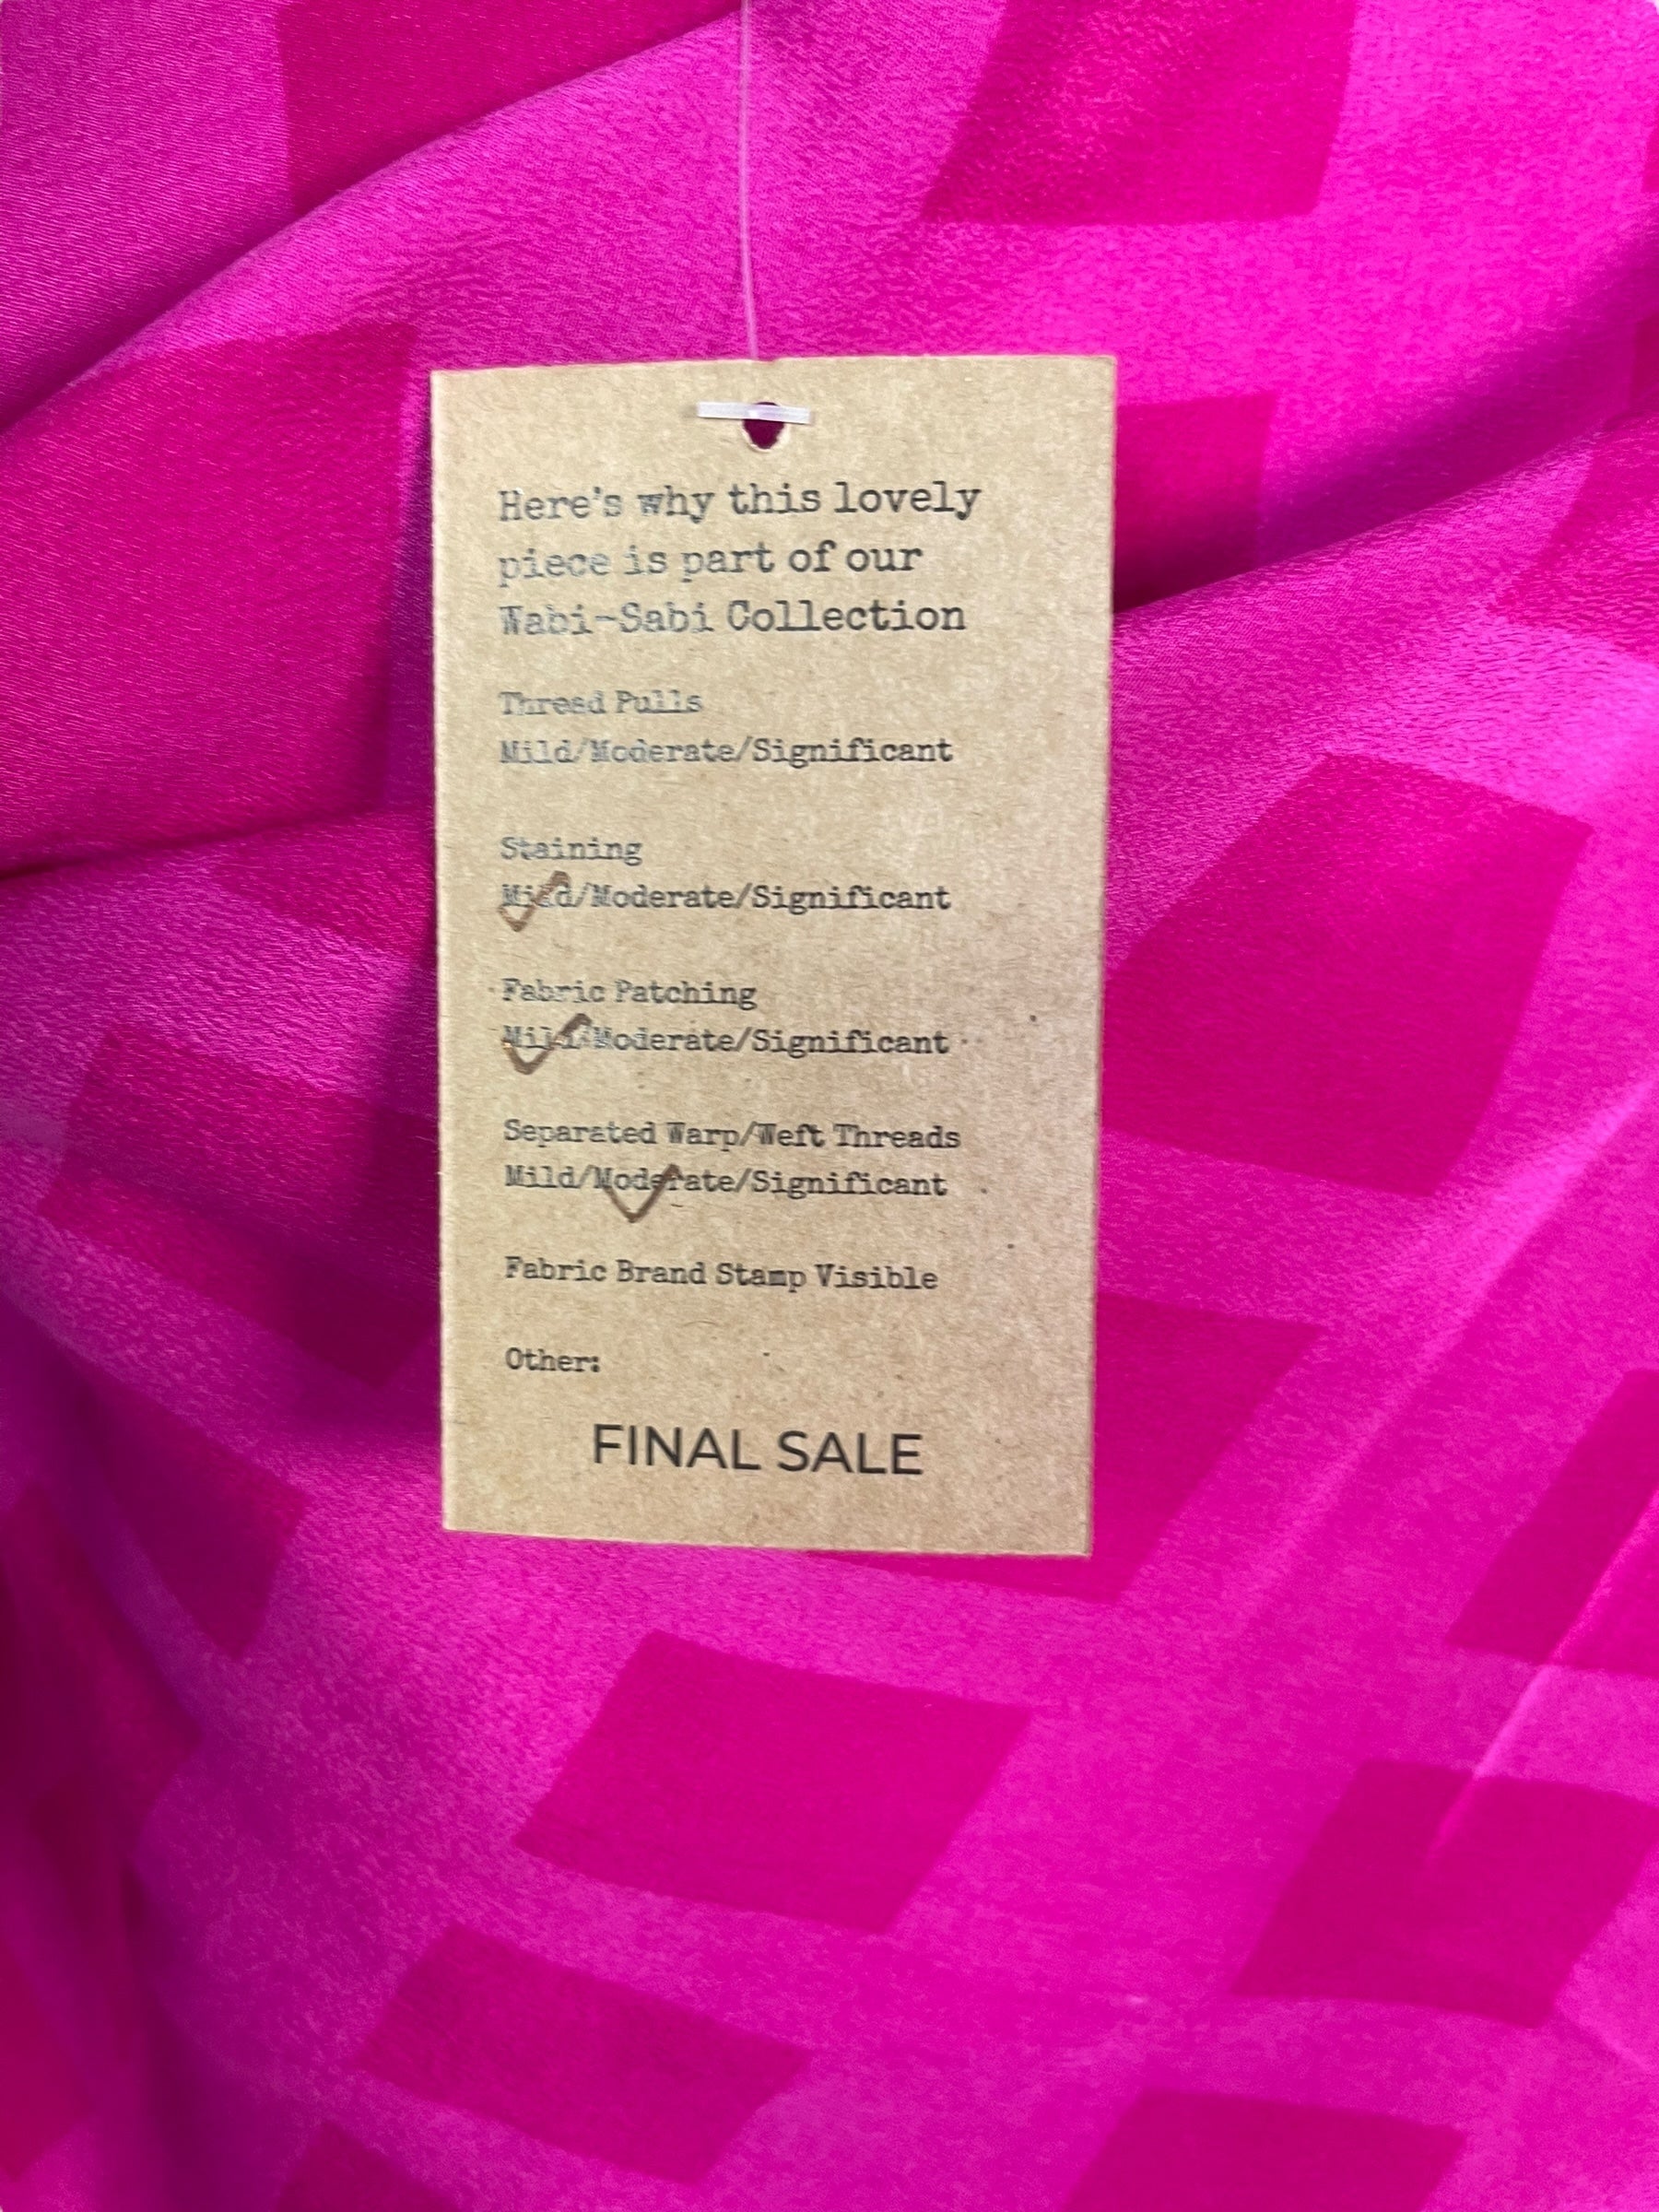 Here's why this lovely
piece is part of our
Wabi-Sabi Collection
Thread Pulls
Mild/Moderate/Significant
Staining
Mild/Moderate/Significant
Fabric Patching
Mild/Moderate/Significant
Separated Warp/Weft Threads
Mild/Moderate/Significant
Fabric Brand Stamp Visible
Other:
FINAL SALE